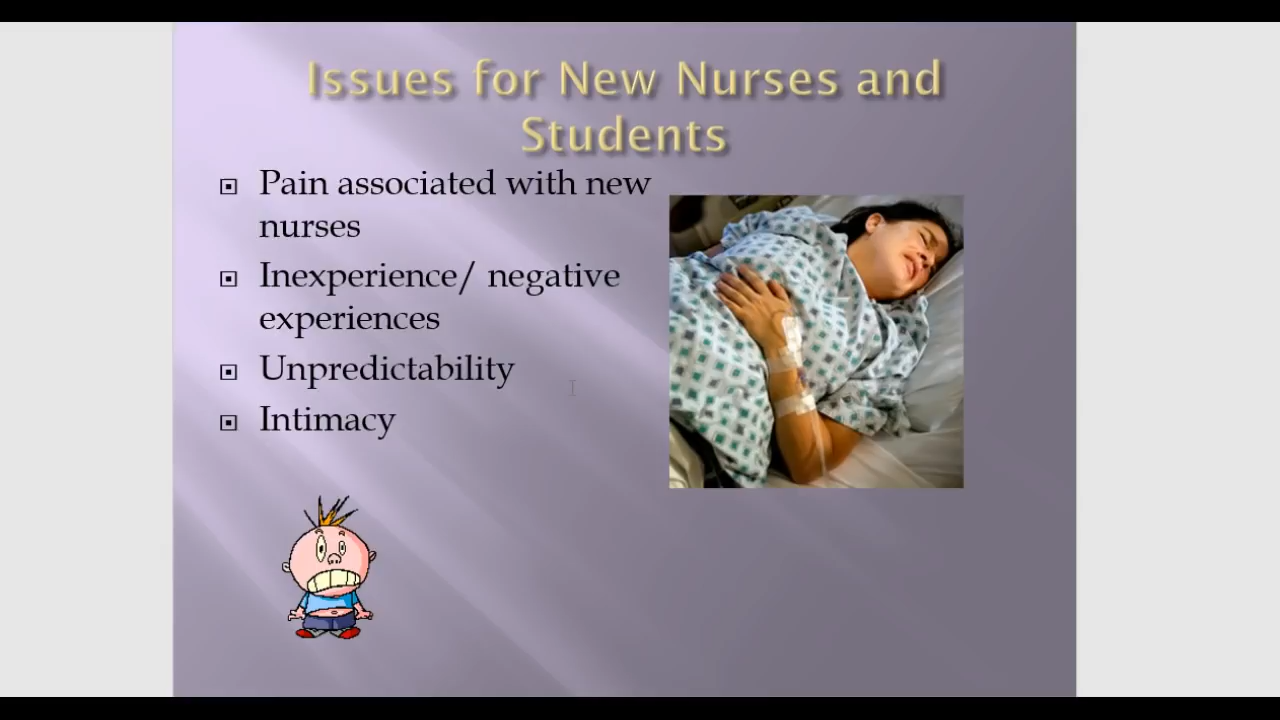 Issues for New Nurses and
Students
Pain associated with new
nurses
Inexperience/ negative
experiences
Unpredictability
Intimacy